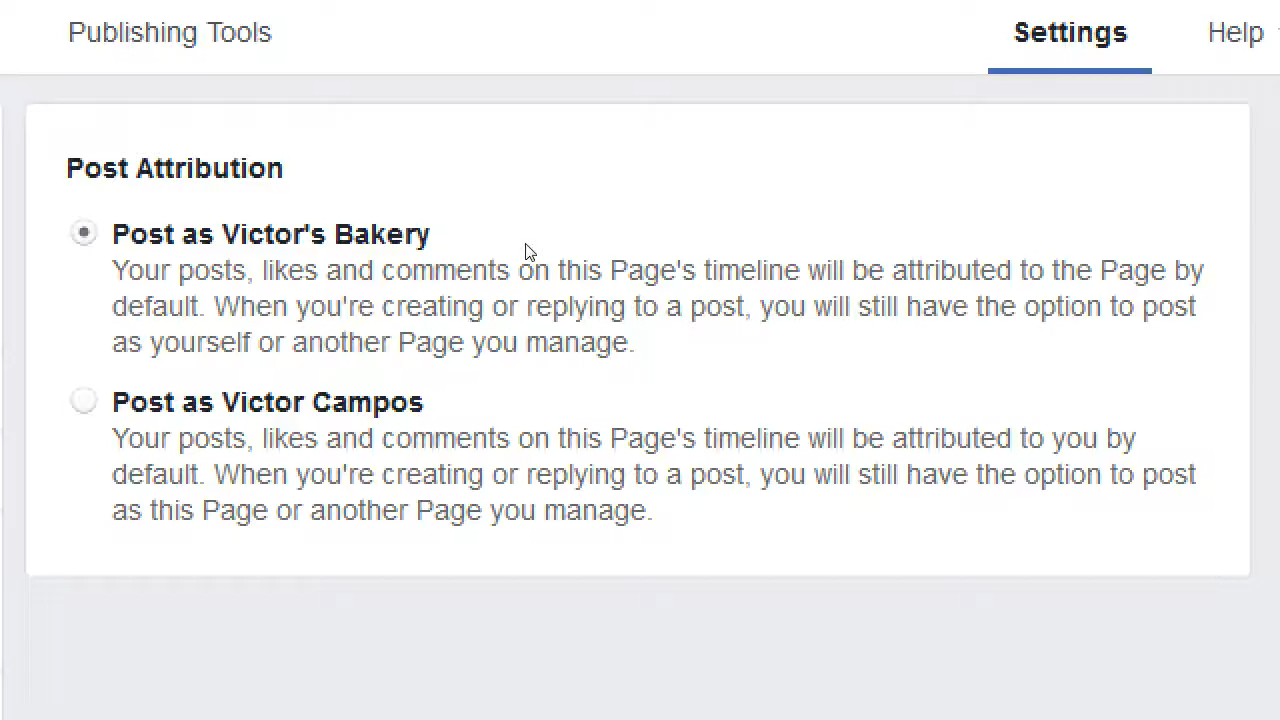 Publishing Tools
Settings
Help
Post Attribution
Post as Victor's Bakery
Your posts, likes and comments on this Page's timeline will be attributed to the Page by
default. When you're creating or replying to a post, you will still have the option to post
as yourself or another Page you manage.
Post as Victor Campos
Your posts, likes and comments on this Page's timeline will be attributed to you by
default. When you're creating or replying to a post, you will still have the option to post
as this Page or another Page you manage.